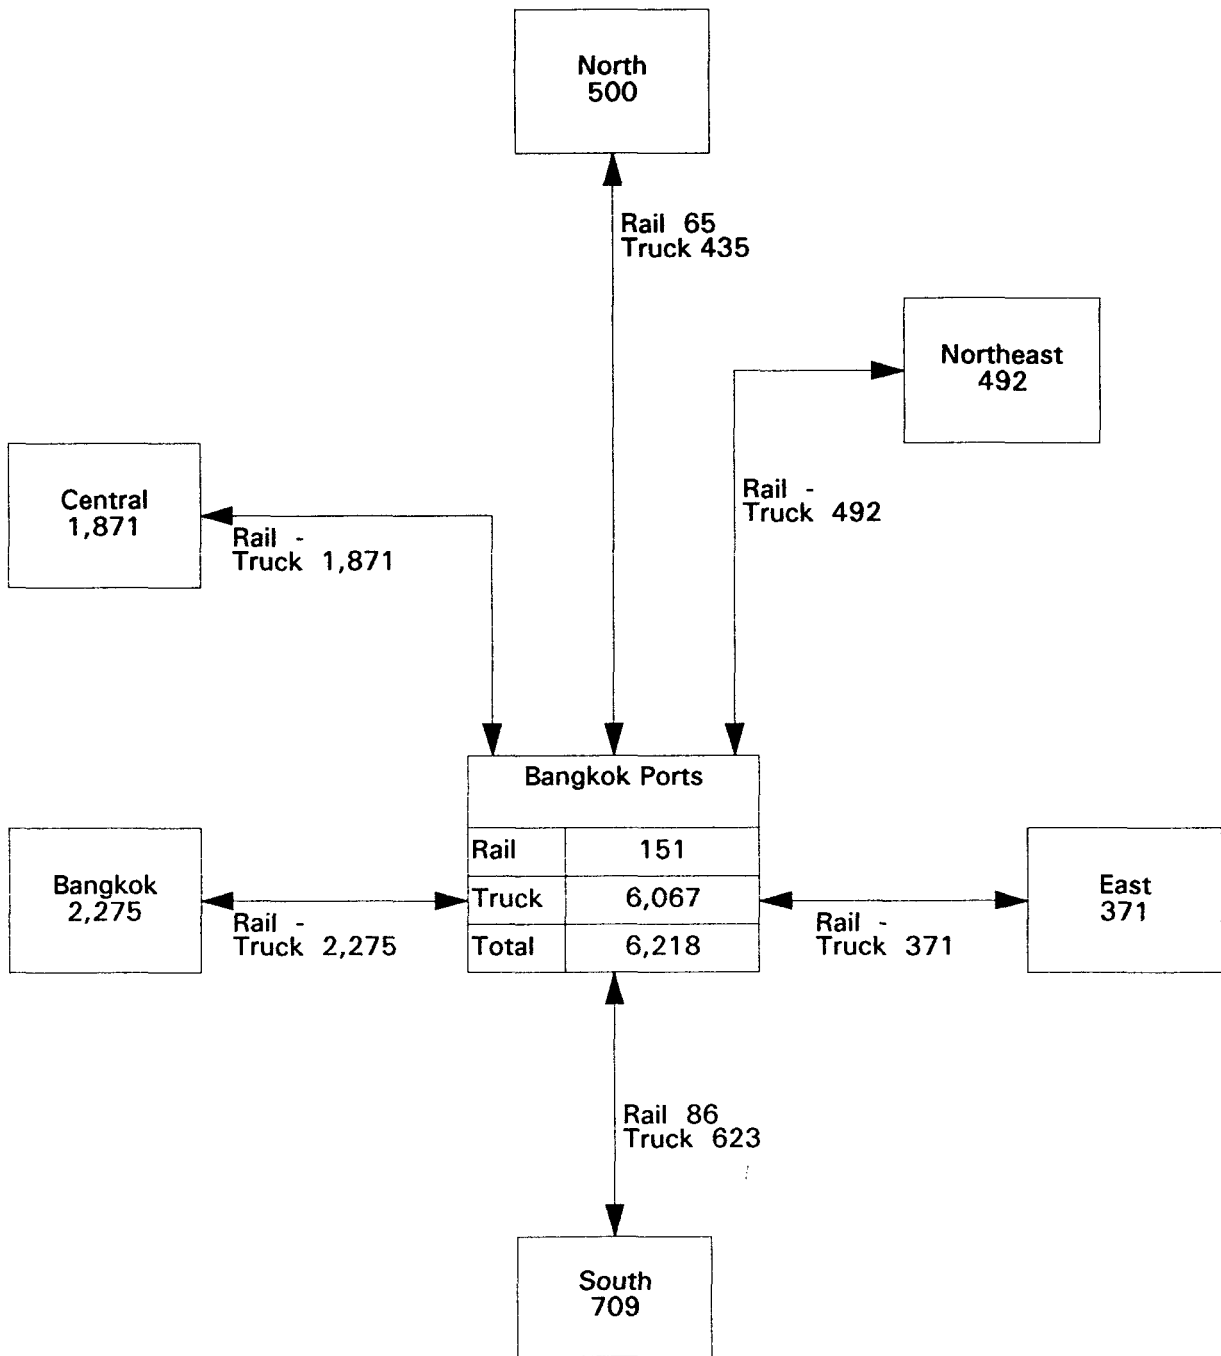 North
500
Rail 65
Truck 435
Northeast
492
Rail -
Truck 492
Central
1,871
Rail -
Truck 1,871
Bangkok Ports
Rail 151
Truck 6,067
Total 6,218
Bangkok
2,275
Rail -
Truck 2,275
East
371
Rail -
Truck 371
Rail 86
Truck 623
South
709